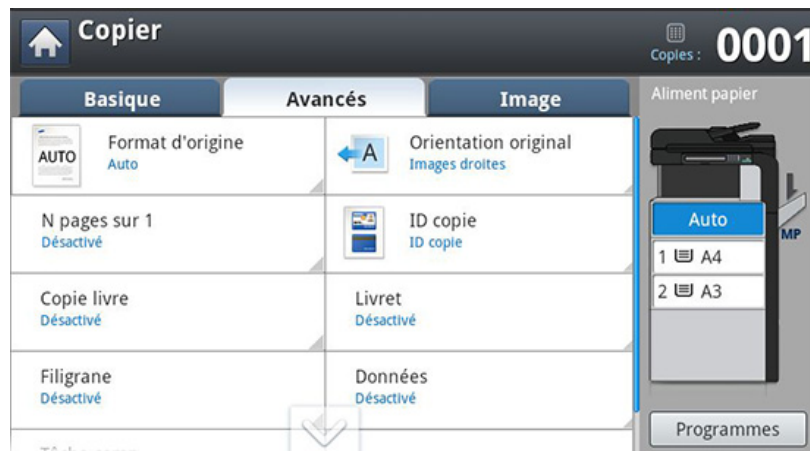 Copier
Copies :
0001
Basique
Avancés
Image
Aliment papier
Format d'origine
AUTO
Auto
Orientation original
A
Images droites
N pages sur 1
Désactivé
ID copie
ID copie
Auto
MP
1 A4
2 A3
Copie livre
Désactivé
Livret
Désactivé
Filigrane
Désactivé
Données
Désactivé
Programmes